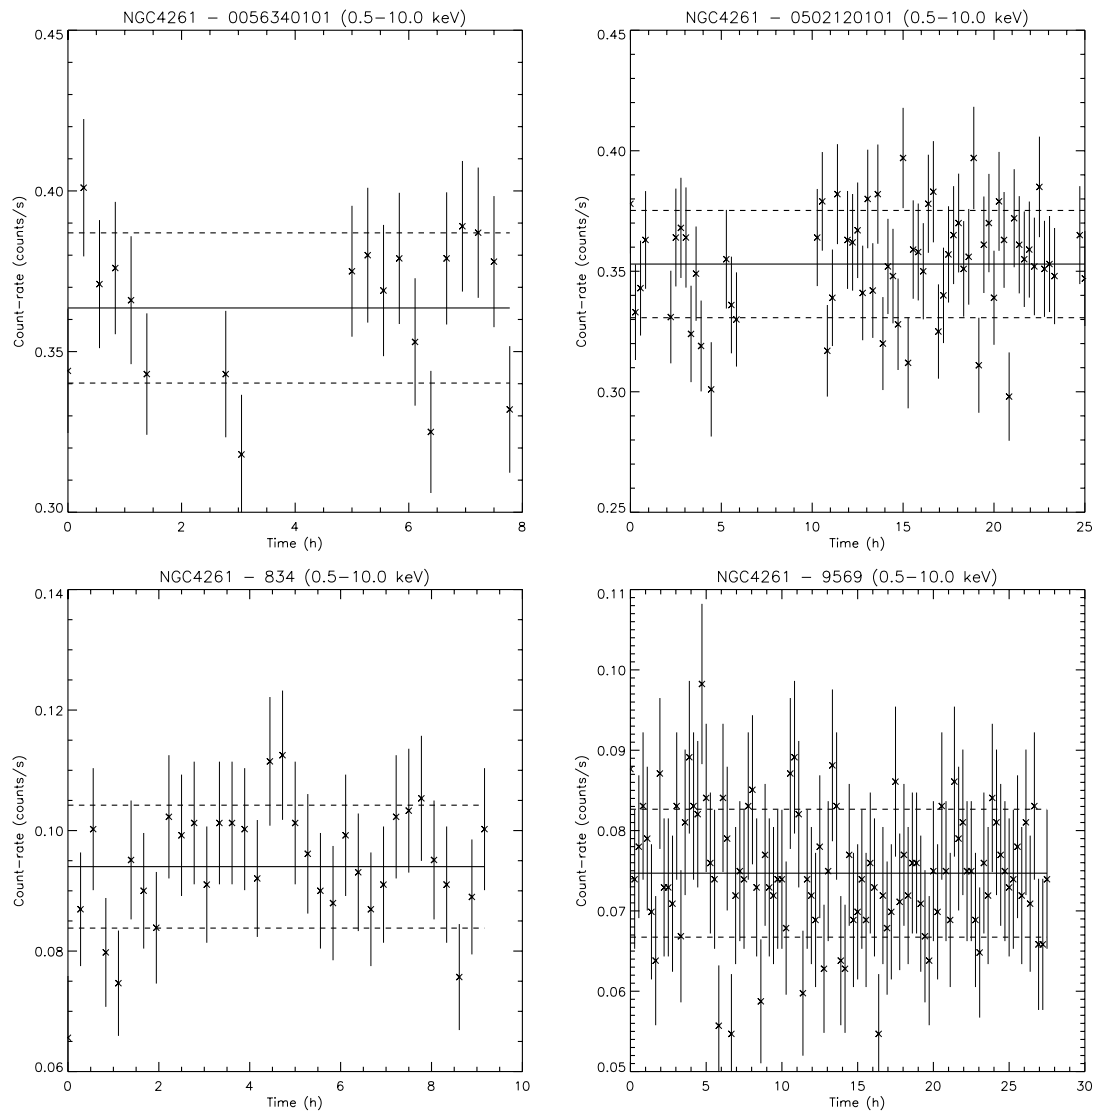 NGC4261 – 0056340101 (0.5–10.0 keV)
Count–rate (counts/s)
0.45
0.40
0.35
0.30
0 2 4 6 8
Time (h)
NGC4261 – 0502120101 (0.5–10.0 keV)
Count–rate (counts/s)
0.45
0.40
0.35
0.30
0.25
0 5 10 15 20 25
Time (h)
NGC4261 – 834 (0.5–10.0 keV)
Count–rate (counts/s)
0.14
0.12
0.10
0.08
0.06
0 2 4 6 8 10
Time (h)
NGC4261 – 9569 (0.5–10.0 keV)
Count–rate (counts/s)
0.11
0.10
0.09
0.08
0.07
0.06
0.05
0 5 10 15 20 25 30
Time (h)